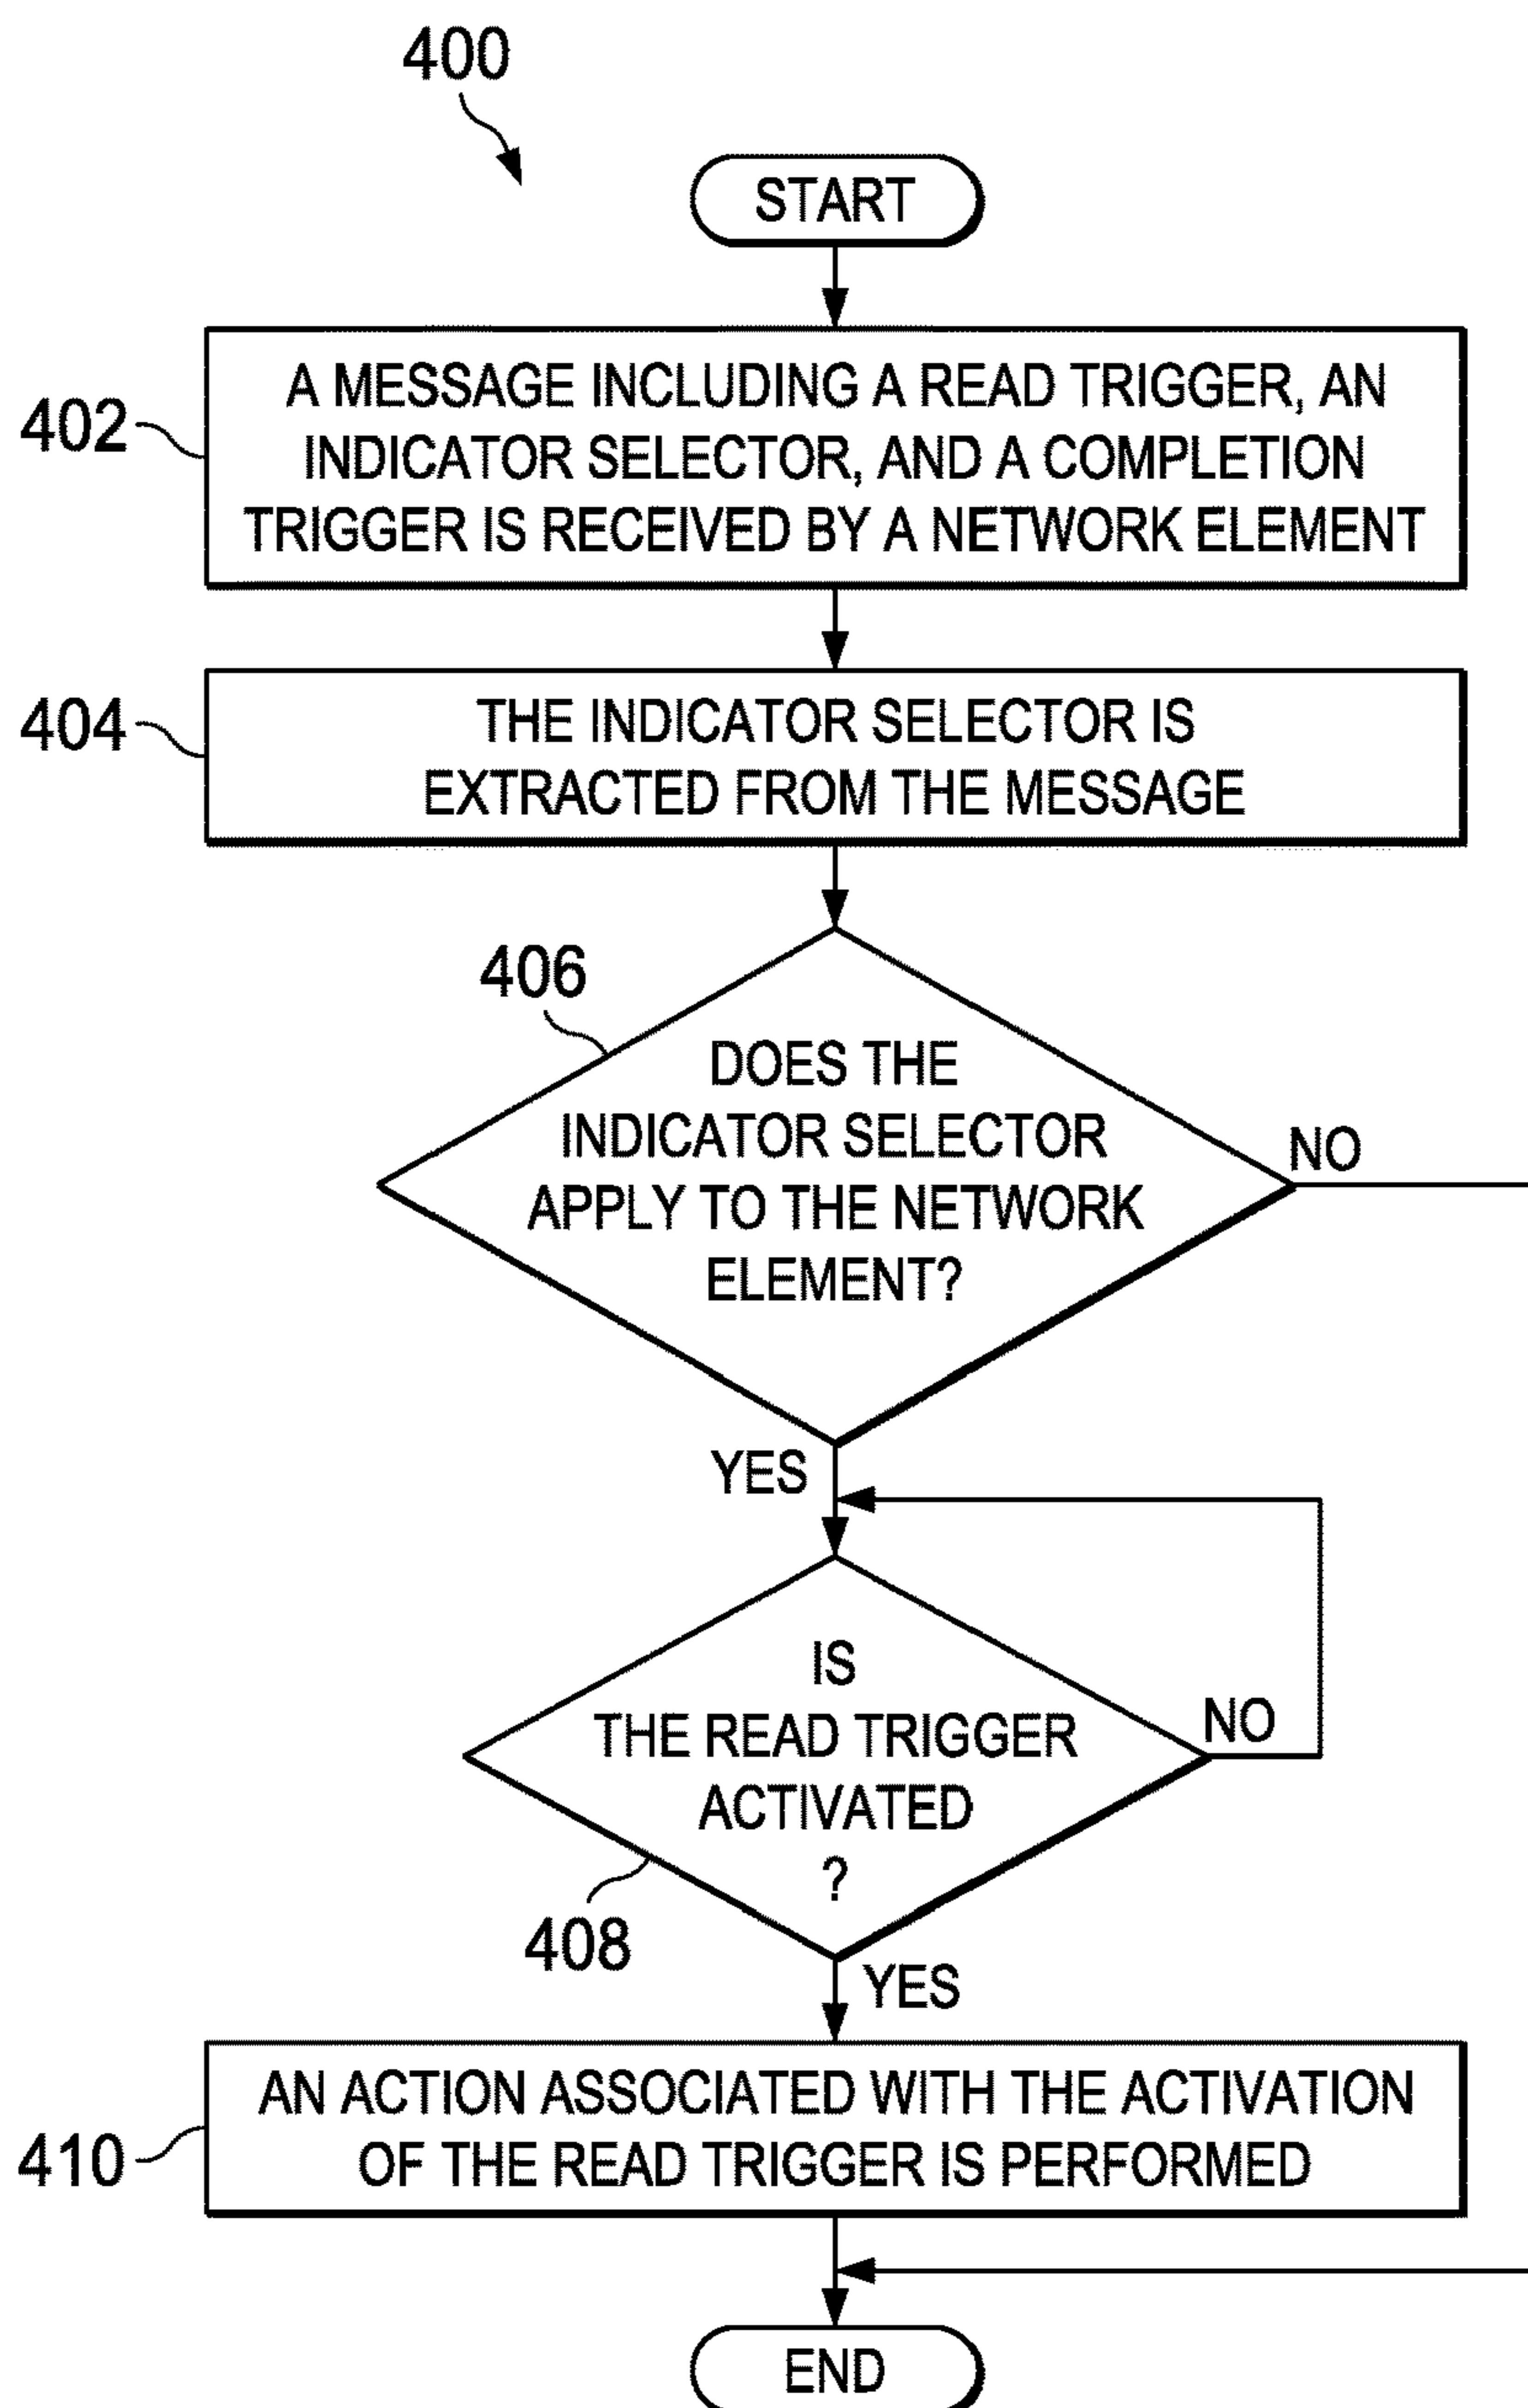 400
START
402
A MESSAGE INCLUDING A READ TRIGGER, AN
INDICATOR SELECTOR, AND A COMPLETION
TRIGGER IS RECEIVED BY A NETWORK ELEMENT
404
THE INDICATOR SELECTOR IS
EXTRACTED FROM THE MESSAGE
406
DOES THE
INDICATOR SELECTOR
APPLY TO THE NETWORK
ELEMENT?
NO
YES
IS
THE READ TRIGGER
ACTIVATED
?
NO
408
YES
410
AN ACTION ASSOCIATED WITH THE ACTIVATION
OF THE READ TRIGGER IS PERFORMED
END